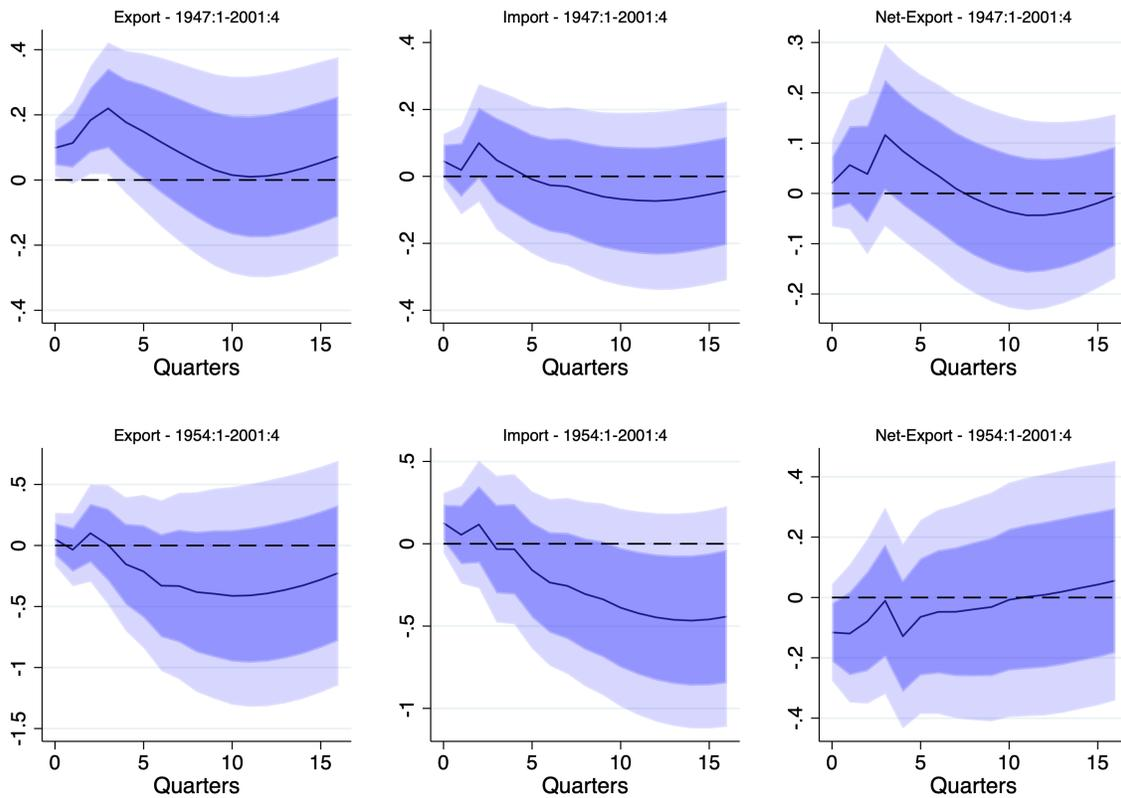 Export - 1947:1-2001:4
.4
.2
0
-.2
-.4
0 5 10 15
Quarters
Import - 1947:1-2001:4
.4
.2
0
-.2
-.4
0 5 10 15
Quarters
Net-Export - 1947:1-2001:4
.3
.2
.1
0
-.1
-.2
0 5 10 15
Quarters
Export - 1954:1-2001:4
.5
0
-.5
-1
-1.5
0 5 10 15
Quarters
Import - 1954:1-2001:4
.5
0
-.5
-1
0 5 10 15
Quarters
Net-Export - 1954:1-2001:4
.4
.2
0
-.2
-.4
0 5 10 15
Quarters